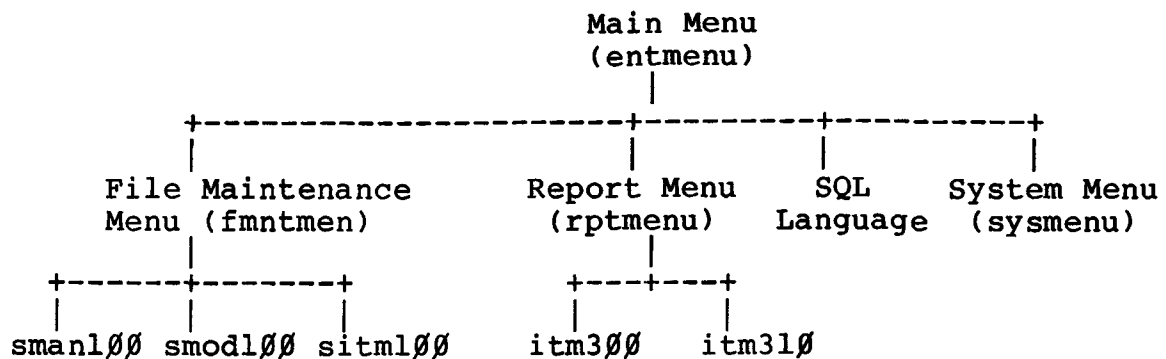 Main Menu
(entmenu)
File Maintenance Report Menu SQL System Menu
Menu (fmntmen) (rptmenu) Language (sysmenu)
sman1ØØ smod1ØØ sitm1ØØ itm3ØØ itm31Ø